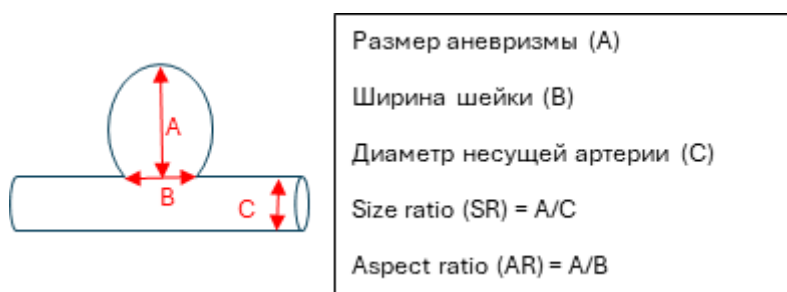 A
B
C
Размер аневризмы (A)
Ширина шейки (B)
Диаметр несущей артерии (C)
Size ratio (SR) = A/C
Aspect ratio (AR) = A/B